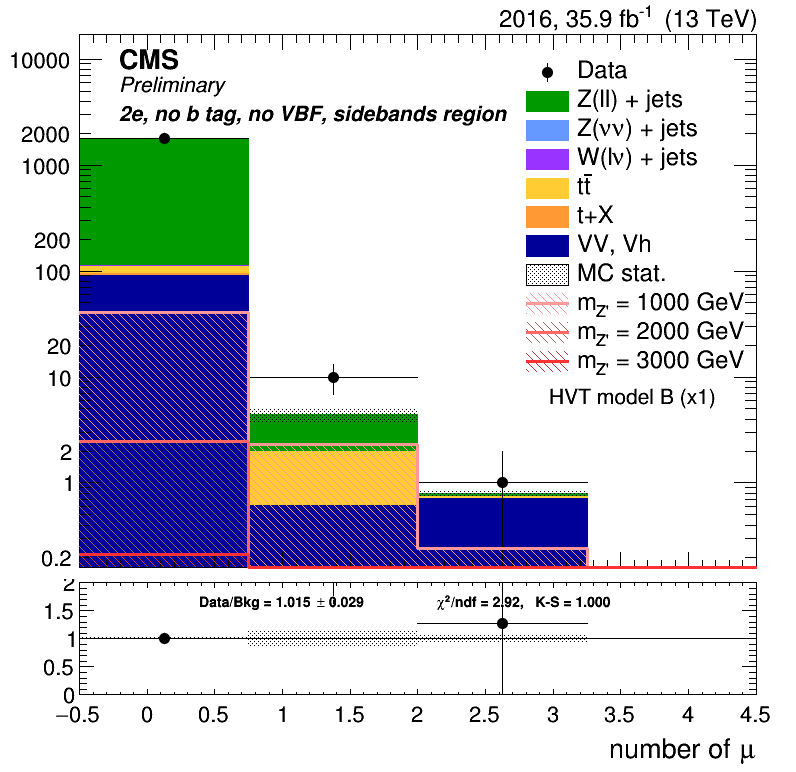 2016, 35.9 fb⁻¹ (13 TeV)
CMS
Preliminary
2e, no b tag, no VBF, sidebands region
Data
Z(ll) + jets
Z(νν) + jets
W(lν) + jets
tt̄
t+X
VV, Vh
MC stat.
m_Z' = 1000 GeV
m_Z' = 2000 GeV
m_Z' = 3000 GeV
HVT model B (x1)
10000
2000
1000
200
100
20
10
2
1
0.2
2
1.5
1
0.5
0
Data/Bkg = 1.015 ± 0.029
χ²/ndf = 2.92, K-S = 1.000
−0.5 0 0.5 1 1.5 2 2.5 3 3.5 4 4.5
number of μ